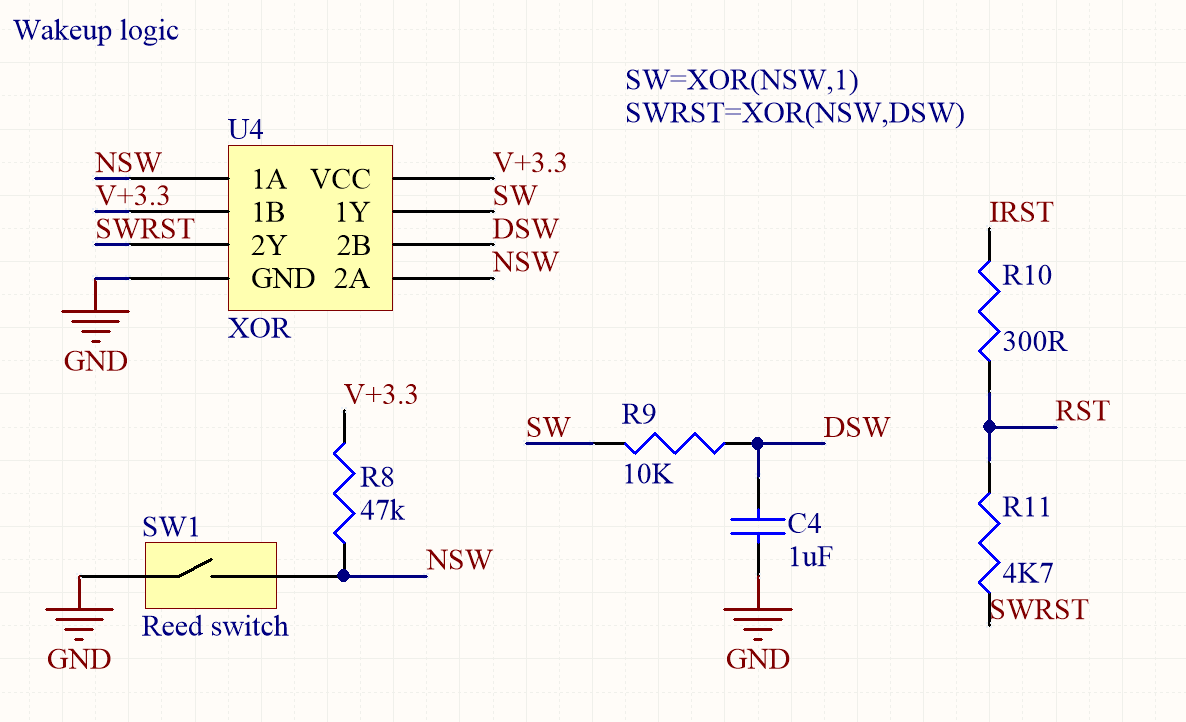 Wakeup logic
SW=XOR(NSW,1)
SWRST=XOR(NSW,DSW)
U4
NSW
V+3.3
SWRST
GND
1A VCC
1B 1Y
2Y 2B
GND 2A
V+3.3
SW
DSW
NSW
XOR
V+3.3
R8
47k
SW1
NSW
Reed switch
GND
SW
R9
10K
DSW
C4
1uF
GND
IRST
R10
300R
RST
R11
4K7
SWRST